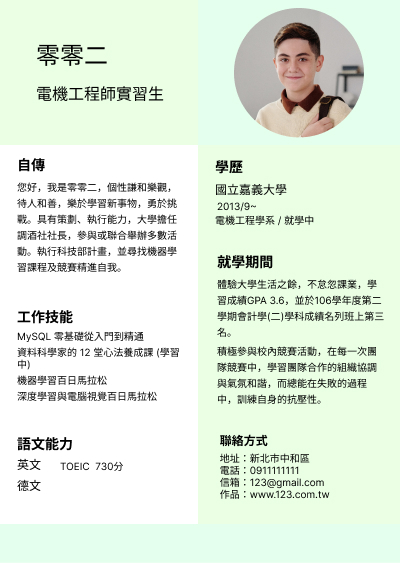 零零二
電機工程師實習生
自傳
您好，我是零零二，個性謙和樂觀，
待人和善，樂於學習新事物，勇於挑
戰。具有策劃、執行能力，大學擔任
調酒社社長，參與或聯合舉辦多數活
動。執行科技部計畫，並尋找機器學
習課程及競賽精進自我。
工作技能
MySQL 零基礎從入門到精通
資料科學家的 12 堂心法養成課 (學習
中)
機器學習百日馬拉松
深度學習與電腦視覺百日馬拉松
語文能力
英文 TOEIC 730分
德文
學歷
國立嘉義大學
2013/9~
電機工程學系 / 就學中
就學期間
體驗大學生活之餘，不怠忽課業，學
習成績GPA 3.6，並於106學年度第二
學期會計學(二)學科成績名列班上第三
名。
積極參與校內競賽活動，在每一次團
隊競賽中，學習團隊合作的組織協調
與氣氛和諧，而總能在失敗的過程
中，訓練自身的抗壓性。
聯絡方式
地址：新北市中和區
電話：0911111111
信箱：123@gmail.com
作品：www.123.com.tw